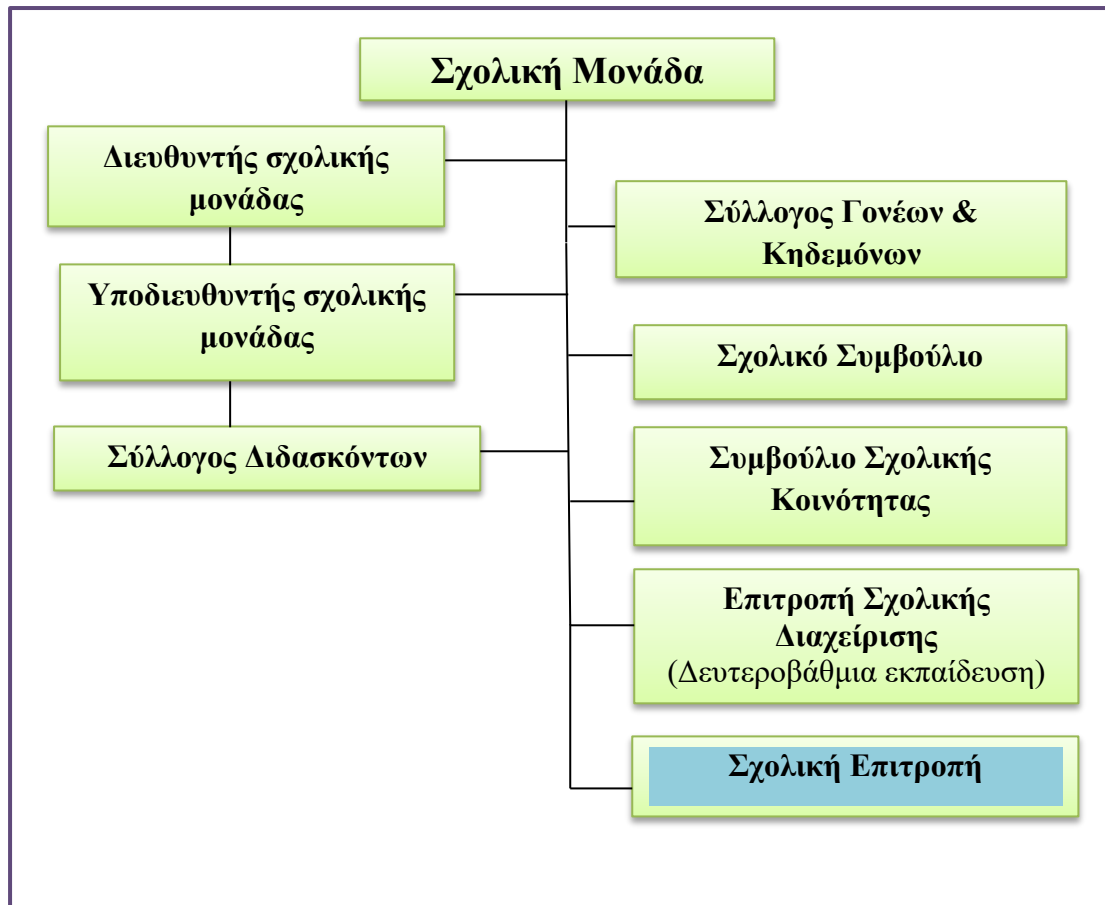 Σχολική Μονάδα
Διευθυντής σχολικής
μονάδας
Υποδιευθυντής σχολικής
μονάδας
Σύλλογος Διδασκόντων
Σύλλογος Γονέων &
Κηδεμόνων
Σχολικό Συμβούλιο
Συμβούλιο Σχολικής
Κοινότητας
Επιτροπή Σχολικής
Διαχείρισης
(Δευτεροβάθμια εκπαίδευση)
Σχολική Επιτροπή